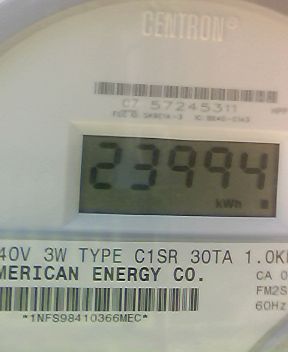 CENTRON®
C7 57245311
23994
kWh
40V 3W TYPE C1SR 30TA 1.0K
MERICAN ENERGY CO.
CA 0
FM2S
60Hz
*1NFS98410366MEC*